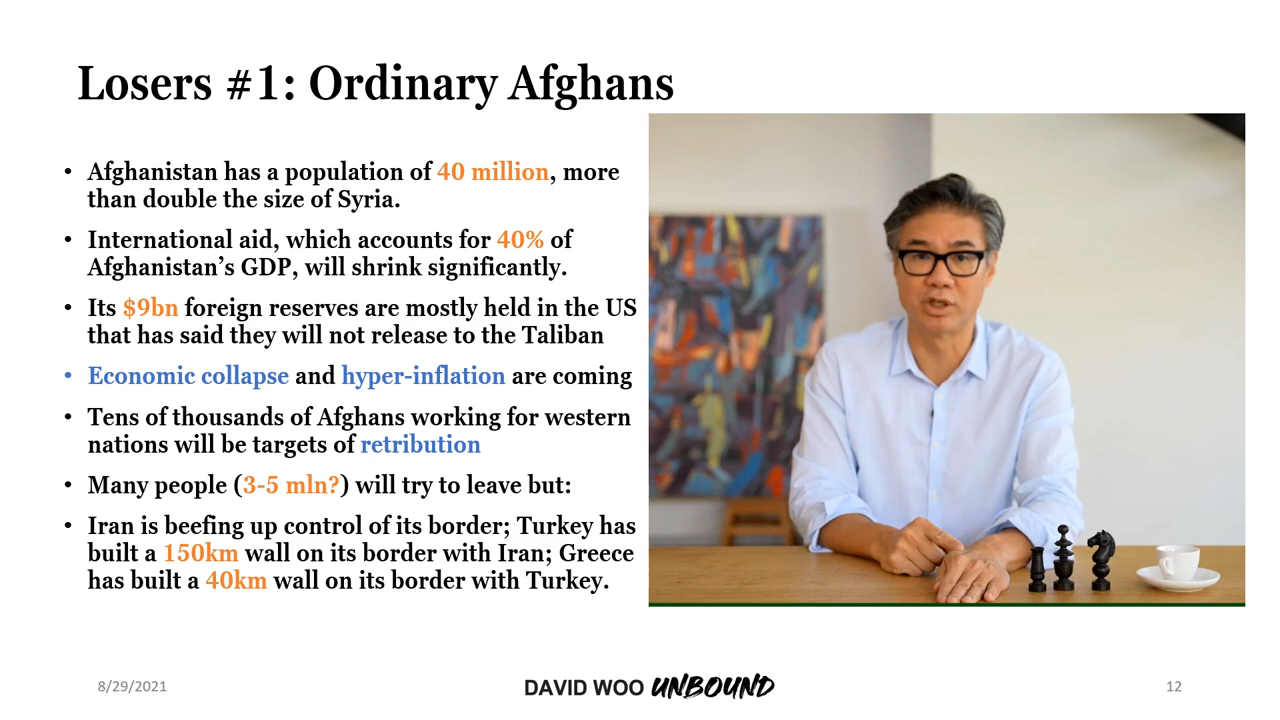 Losers #1: Ordinary Afghans
• Afghanistan has a population of 40 million, more
than double the size of Syria.
• International aid, which accounts for 40% of
Afghanistan’s GDP, will shrink significantly.
• Its $9bn foreign reserves are mostly held in the US
that has said they will not release to the Taliban
• Economic collapse and hyper-inflation are coming
• Tens of thousands of Afghans working for western
nations will be targets of retribution
• Many people (3-5 mln?) will try to leave but:
• Iran is beefing up control of its border; Turkey has
built a 150km wall on its border with Iran; Greece
has built a 40km wall on its border with Turkey.
8/29/2021
DAVID WOO UNBOUND
12